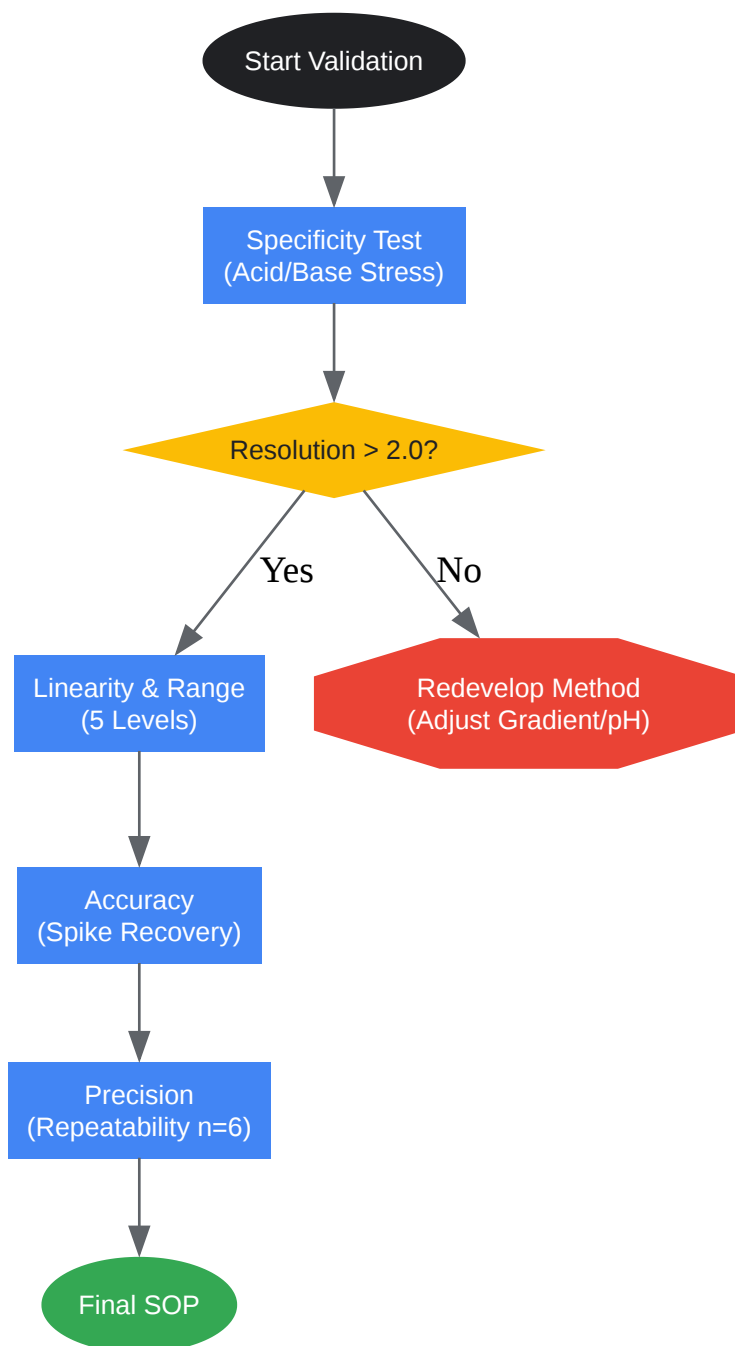 Start Validation
Specificity Test
(Acid/Base Stress)
Resolution > 2.0?
Yes
No
Linearity & Range
(5 Levels)
Redevelop Method
(Adjust Gradient/pH)
Accuracy
(Spike Recovery)
Precision
(Repeatability n=6)
Final SOP